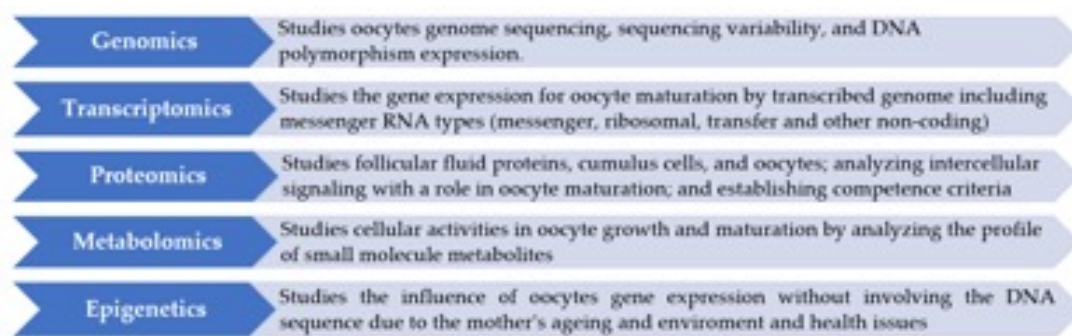 Genomics
Studies oocytes genome sequencing, sequencing variability, and DNA
polymorphism expression.
Transcriptomics
Studies the gene expression for oocyte maturation by transcribed genome including
messenger RNA types (messenger, ribosomal, transfer and other non-coding)
Proteomics
Studies follicular fluid proteins, cumulus cells, and oocytes; analyzing intercellular
signaling with a role in oocyte maturation; and establishing competence criteria
Metabolomics
Studies cellular activities in oocyte growth and maturation by analyzing the profile
of small molecule metabolites
Epigenetics
Studies the influence of oocytes gene expression without involving the DNA
sequence due to the mother's ageing and enviroment and health issues